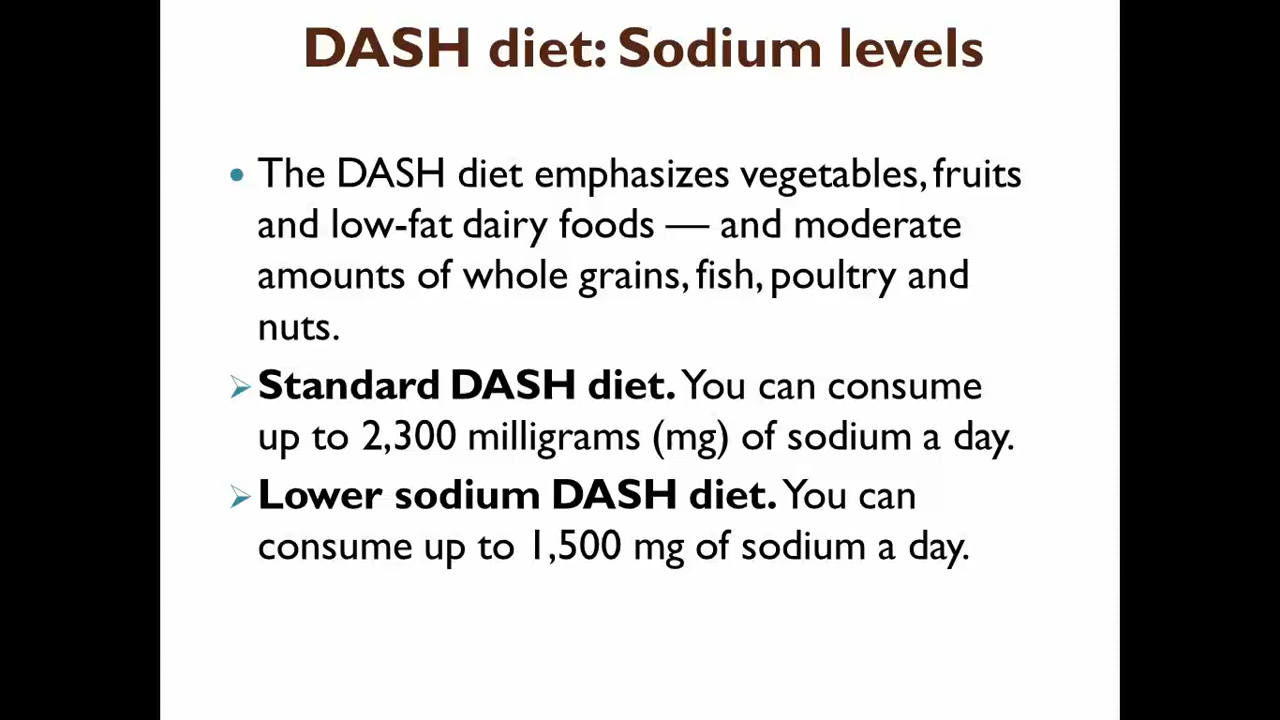 DASH diet: Sodium levels
• The DASH diet emphasizes vegetables, fruits
and low-fat dairy foods — and moderate
amounts of whole grains, fish, poultry and
nuts.
➢ Standard DASH diet. You can consume
up to 2,300 milligrams (mg) of sodium a day.
➢ Lower sodium DASH diet. You can
consume up to 1,500 mg of sodium a day.